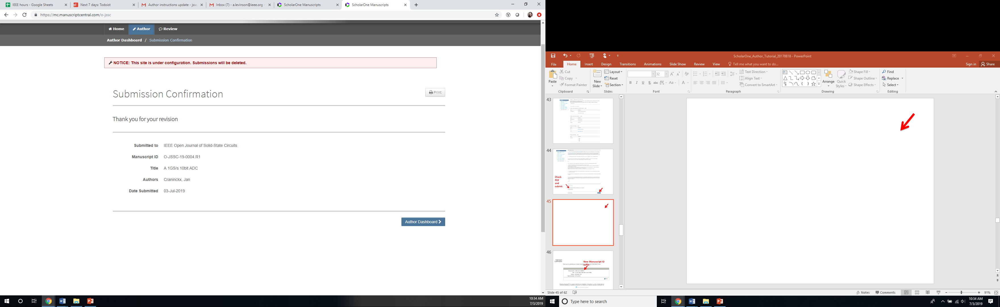 IEEE hours - Google Sheets
Next 7 days: Todoist
Author instructions update - jssc
Inbox (7) - a.levinson@ieee.org -
ScholarOne Manuscripts
ScholarOne Manuscripts
https://mc.manuscriptcentral.com/o-jssc
Home Author Review
Author Dashboard / Submission Confirmation
NOTICE: This site is under configuration. Submissions will be deleted.
Submission Confirmation
Print
Thank you for your revision
Submitted to IEEE Open Journal of Solid-State Circuits
Manuscript ID O-JSSC-19-0004.R1
Title A 1GS/s 10bit ADC
Authors Craninckx, Jan
Date Submitted 03-Jul-2019
Author Dashboard
10:34 AM
7/3/2019
ScholarOne_Author_Tutorial_20170818 - PowerPoint
File Home Insert Design Transitions Animations Slide Show Review View Tell me what you want to do...
Sign in Share
Paste
Cut
Copy
Format Painter
Clipboard
New
Slide
Layout
Reset
Section
Slides
32
B I U S abc AV Aa A
Font
Text Direction
Align Text
Convert to SmartArt
Paragraph
Arrange
Quick
Styles
Shape Fill
Shape Outline
Shape Effects
Drawing
Find
Replace
Select
Editing
43
44
Check
PDF
and
submit
45
46
Submission
Confirmation
New Manuscript ID
suffix
Slide 45 of 62
Notes Comments 91%
Type here to search
10:34 AM
7/3/2019